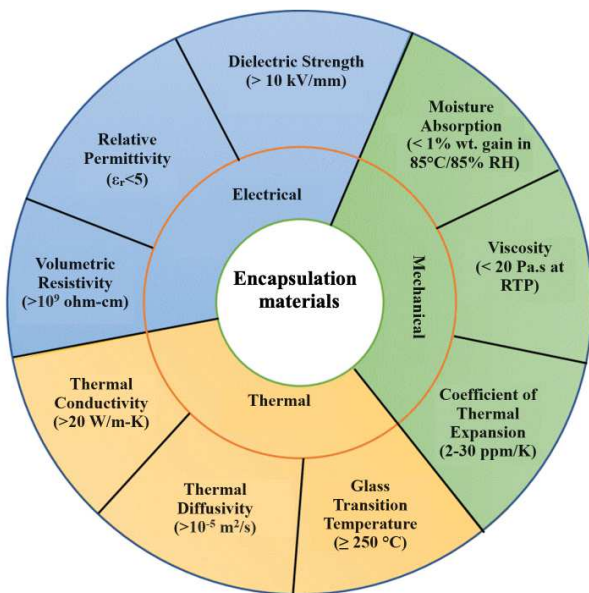 Encapsulation
materials
Electrical
Dielectric Strength
(> 10 kV/mm)
Relative
Permittivity
(εᵣ<5)
Volumetric
Resistivity
(>10⁹ ohm-cm)
Mechanical
Moisture
Absorption
(< 1% wt. gain in
85°C/85% RH)
Viscosity
(< 20 Pa.s at
RTP)
Coefficient of
Thermal
Expansion
(2-30 ppm/K)
Thermal
Thermal
Conductivity
(>20 W/m-K)
Thermal
Diffusivity
(>10⁻⁵ m²/s)
Glass
Transition
Temperature
(≥ 250 °C)